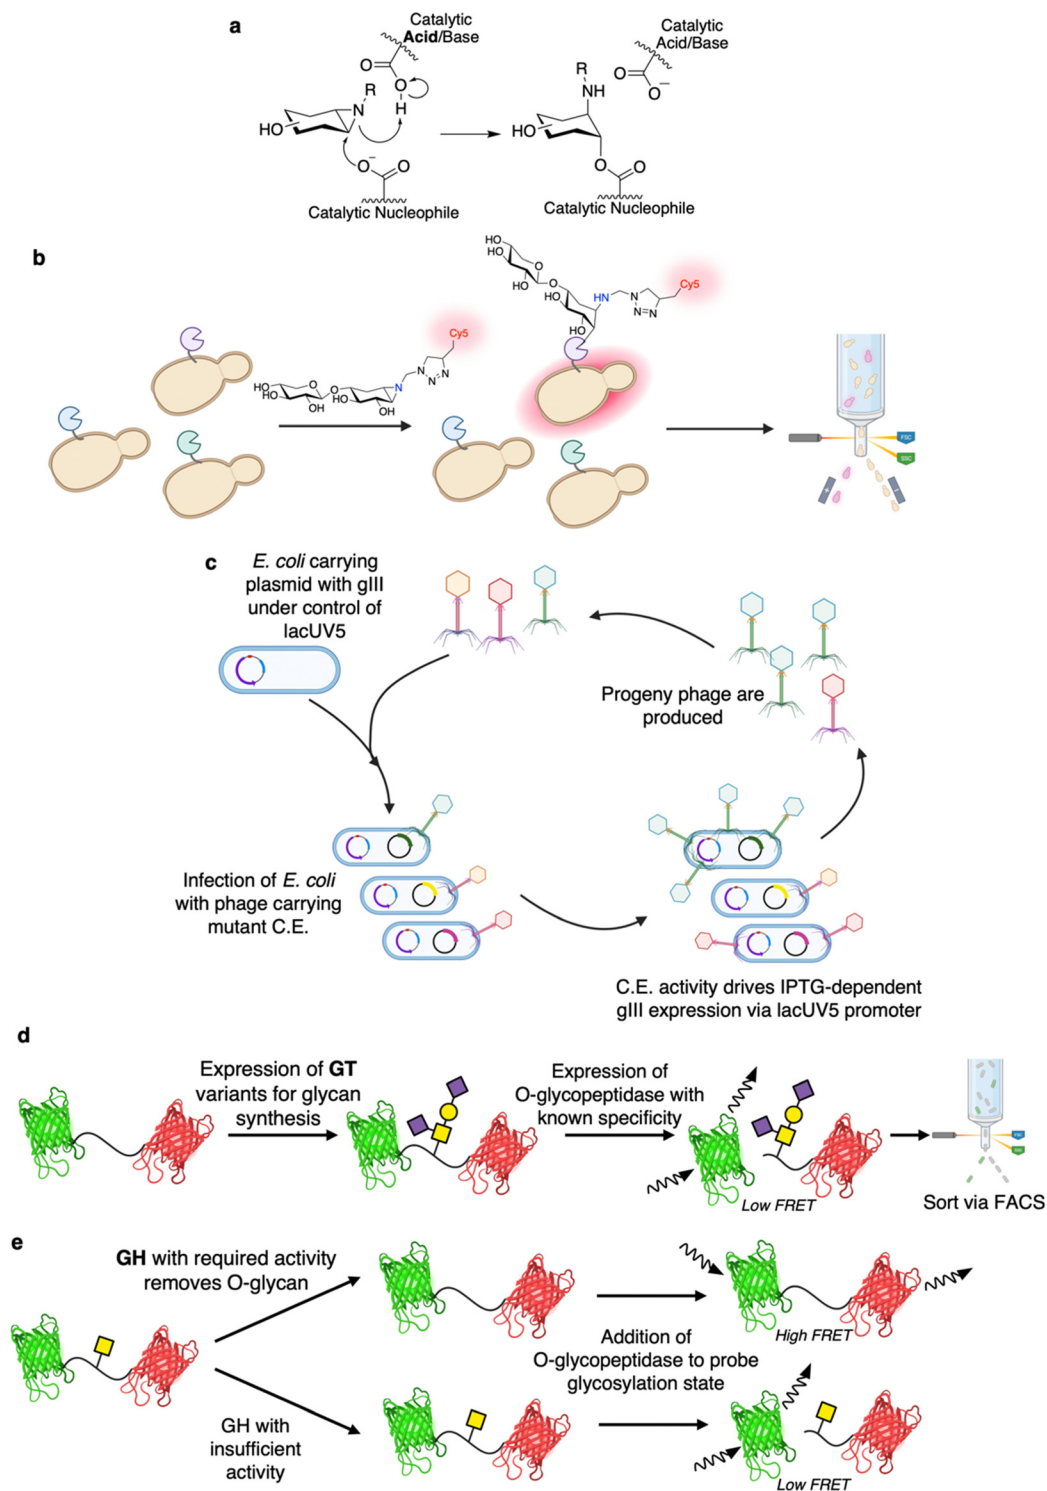 a
Catalytic
Acid/Base
O
O
H
R
N
HO
O
-
O
Catalytic Nucleophile
Catalytic
Acid/Base
O
O
-
R
NH
HO
O
O
Catalytic Nucleophile
b
Cy5
N
N=N
N
HO
HO
O
OH
O
HO
OH
HO
HO
O
OH
O
HO
HO
HN
N
N=N
Cy5
FSC
SSC
c
E. coli carrying
plasmid with gIII
under control of
lacUV5
Progeny phage are
produced
Infection of E. coli
with phage carrying
mutant C.E.
C.E. activity drives IPTG-dependent
gIII expression via lacUV5 promoter
d
Expression of GT
variants for glycan
synthesis
Expression of
O-glycopeptidase with
known specificity
Low FRET
Sort via FACS
e
GH with required activity
removes O-glycan
High FRET
Addition of
O-glycopeptidase to probe
glycosylation state
GH with
insufficient
activity
Low FRET